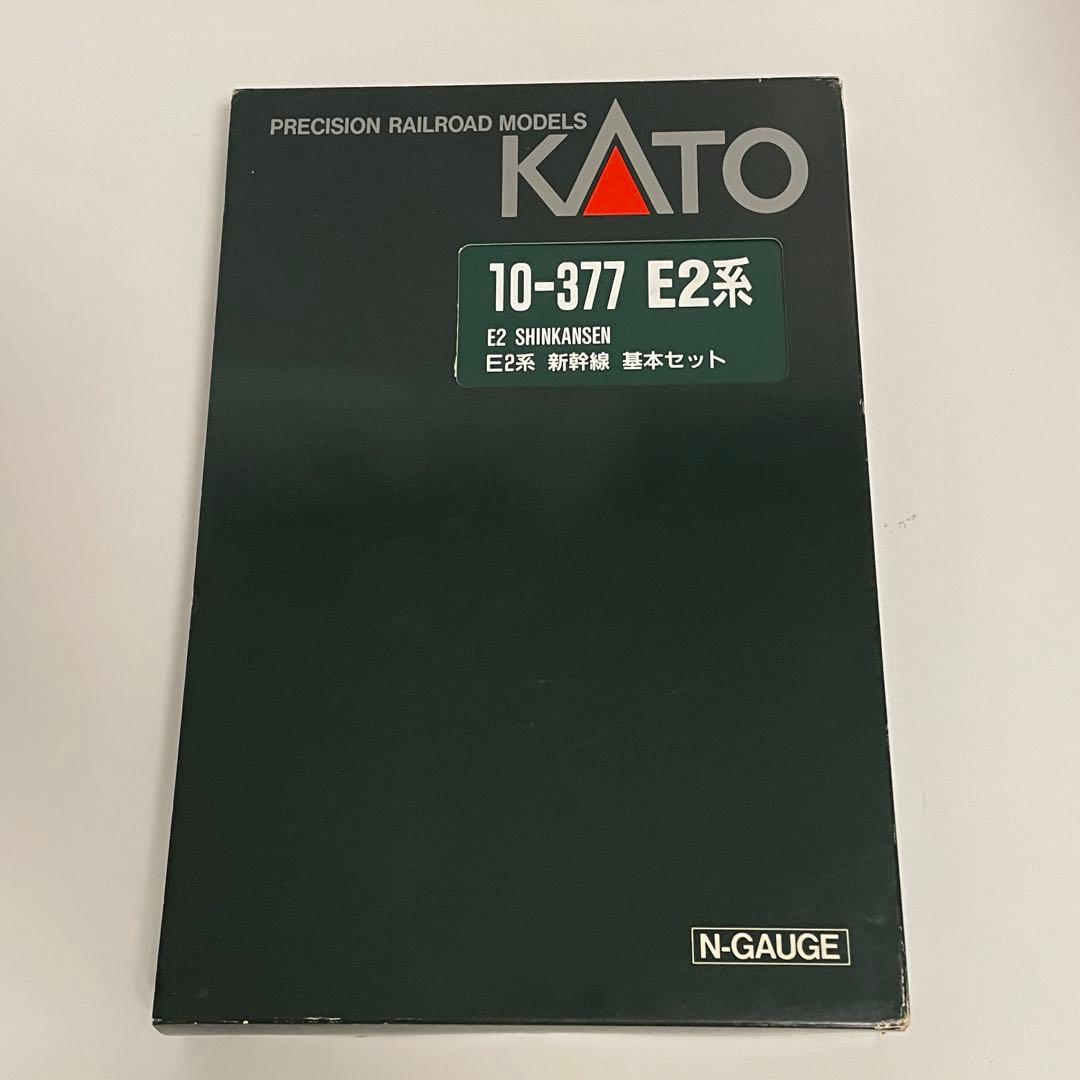 PRECISION RAILROAD MODELS
KATO
10-377 E2系
E2 SHINKANSEN
E2系 新幹線 基本セット
N-GAUGE